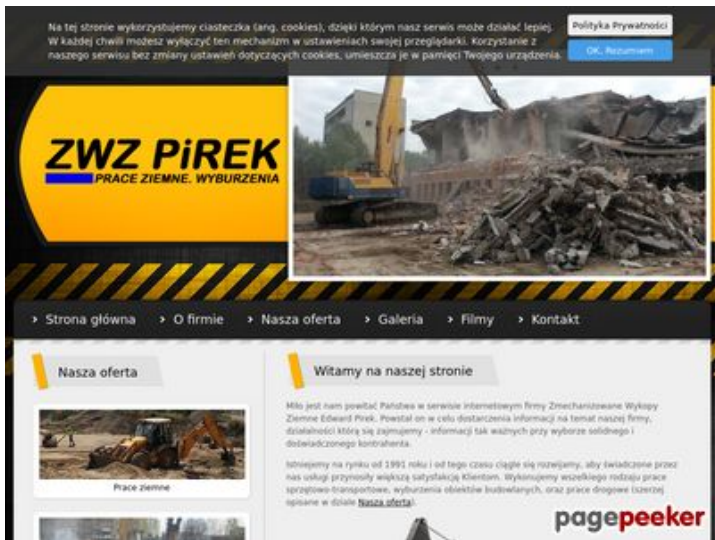 Na tej stronie wykorzystujemy ciasteczka (ang. cookies), dzięki którym nasz serwis może działać lepiej.
W każdej chwili możesz wyłączyć ten mechanizm w ustawieniach swojej przeglądarki. Korzystanie z
naszego serwisu bez zmiany ustawień dotyczących cookies, umieszcza je w pamięci Twojego urządzenia.
Polityka Prywatności
OK, Rozumiem
ZWZ PiREK
PRACE ZIEMNE. WYBURZENIA
Strona główna
O firmie
Nasza oferta
Galeria
Filmy
Kontakt
Nasza oferta
Prace ziemne
Witamy na naszej stronie
Miło jest nam powitać Państwa w serwisie internetowym firmy Zmechanizowane Wykopy
Ziemne Edward Pirek. Powstał on w celu dostarczenia informacji na temat naszej firmy,
działalności którą się zajmujemy - informacji tak ważnych przy wyborze solidnego i
doświadczonego kontrahenta.
Istniejemy na rynku od 1991 roku i od tego czasu ciągle się rozwijamy, aby świadczone przez
nas usługi przynosiły większą satysfakcję Klientom. Wykonujemy wszelkiego rodzaju prace
sprzętowo-transportowe, wyburzenia obiektów budowlanych, oraz prace drogowe (szerzej
opisane w dziale Nasza oferta).
pagepeeker